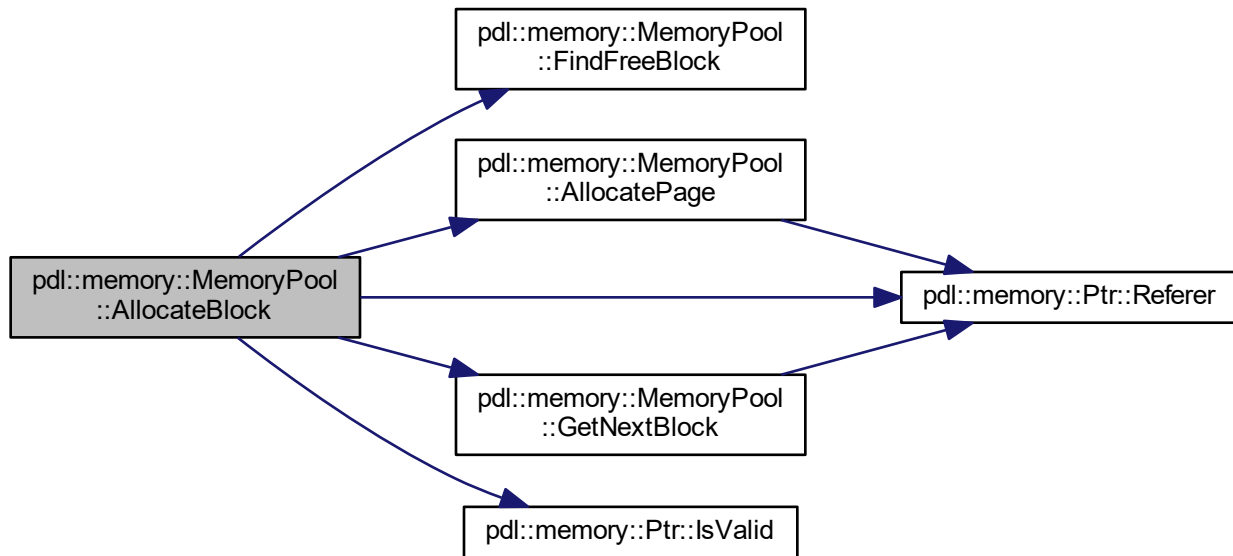 pdl::memory::MemoryPool
::FindFreeBlock
pdl::memory::MemoryPool
::AllocatePage
pdl::memory::MemoryPool
::AllocateBlock
pdl::memory::Ptr::Referer
pdl::memory::MemoryPool
::GetNextBlock
pdl::memory::Ptr::IsValid